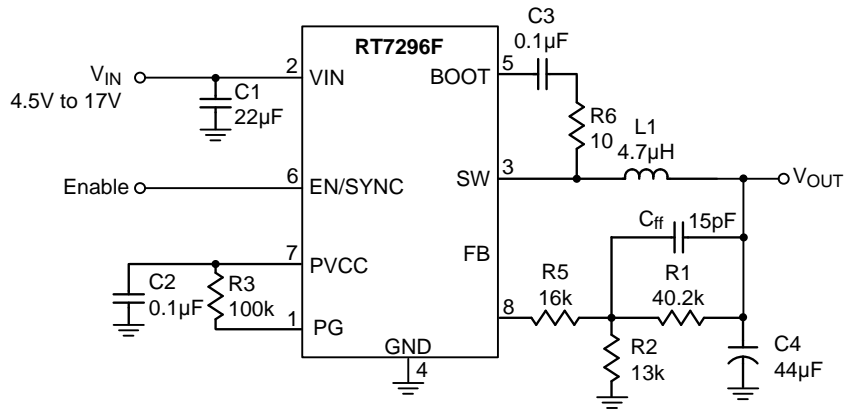 RT7296F
C3
0.1µF
VIN
4.5V to 17V
2
VIN
BOOT
5
C1
22µF
R6
10
L1
4.7µH
Enable
6
EN/SYNC
SW
3
VOUT
Cff
15pF
7
PVCC
FB
C2
0.1µF
R3
100k
R5
16k
R1
40.2k
1
PG
8
GND
4
R2
13k
C4
44µF